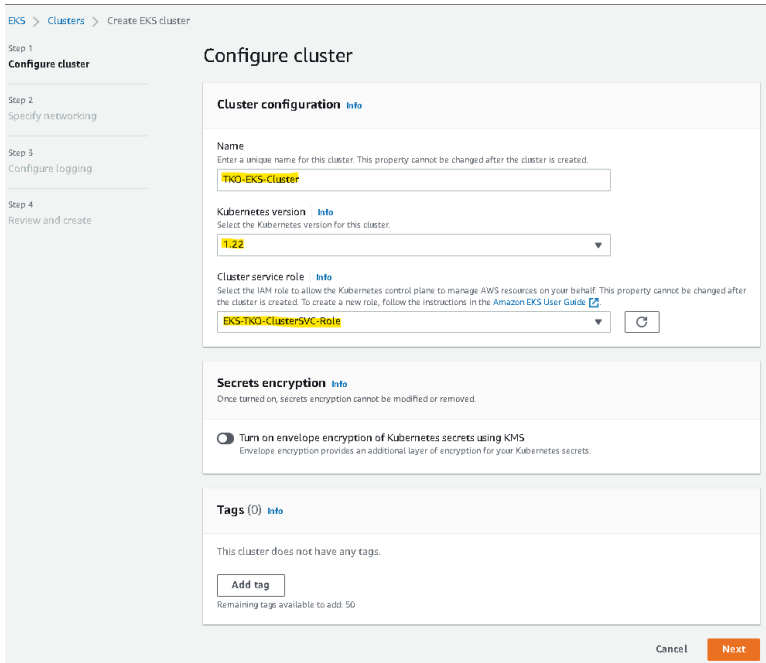 EKS > Clusters > Create EKS cluster
Step 1
Configure cluster
Step 2
Specify networking
Step 3
Configure logging
Step 4
Review and create
Configure cluster
Cluster configuration Info
Name
Enter a unique name for this cluster. This property cannot be changed after the cluster is created.
TKO-EKS-Cluster
Kubernetes version Info
Select the Kubernetes version for this cluster.
1.22
Cluster service role Info
Select the IAM role to allow the Kubernetes control plane to manage AWS resources on your behalf. This property cannot be changed after
the cluster is created. To create a new role, follow the instructions in the Amazon EKS User Guide.
EKS-TKO-ClusterSVC-Role
Secrets encryption Info
Once turned on, secrets encryption cannot be modified or removed.
Turn on envelope encryption of Kubernetes secrets using KMS
Envelope encryption provides an additional layer of encryption for your Kubernetes secrets.
Tags (0) Info
This cluster does not have any tags.
Add tag
Remaining tags available to add: 50
Cancel
Next